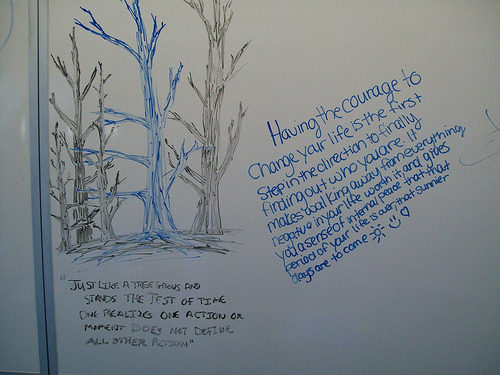 Having the courage to
Change your life is the first
step in the direction to finally
finding out who you are. It
makes walking away from everything
negative in your life worth it and gives
you a sense of internal peace that that
period of your life is over that sunnier
days are to come
"JUST LIKE A TREE GROWS AND
STANDS THE TEST OF TIME
ONE REALIZES ONE ACTION OR
MOMENT DOES NOT DEFINE
ALL OTHER ACTION"